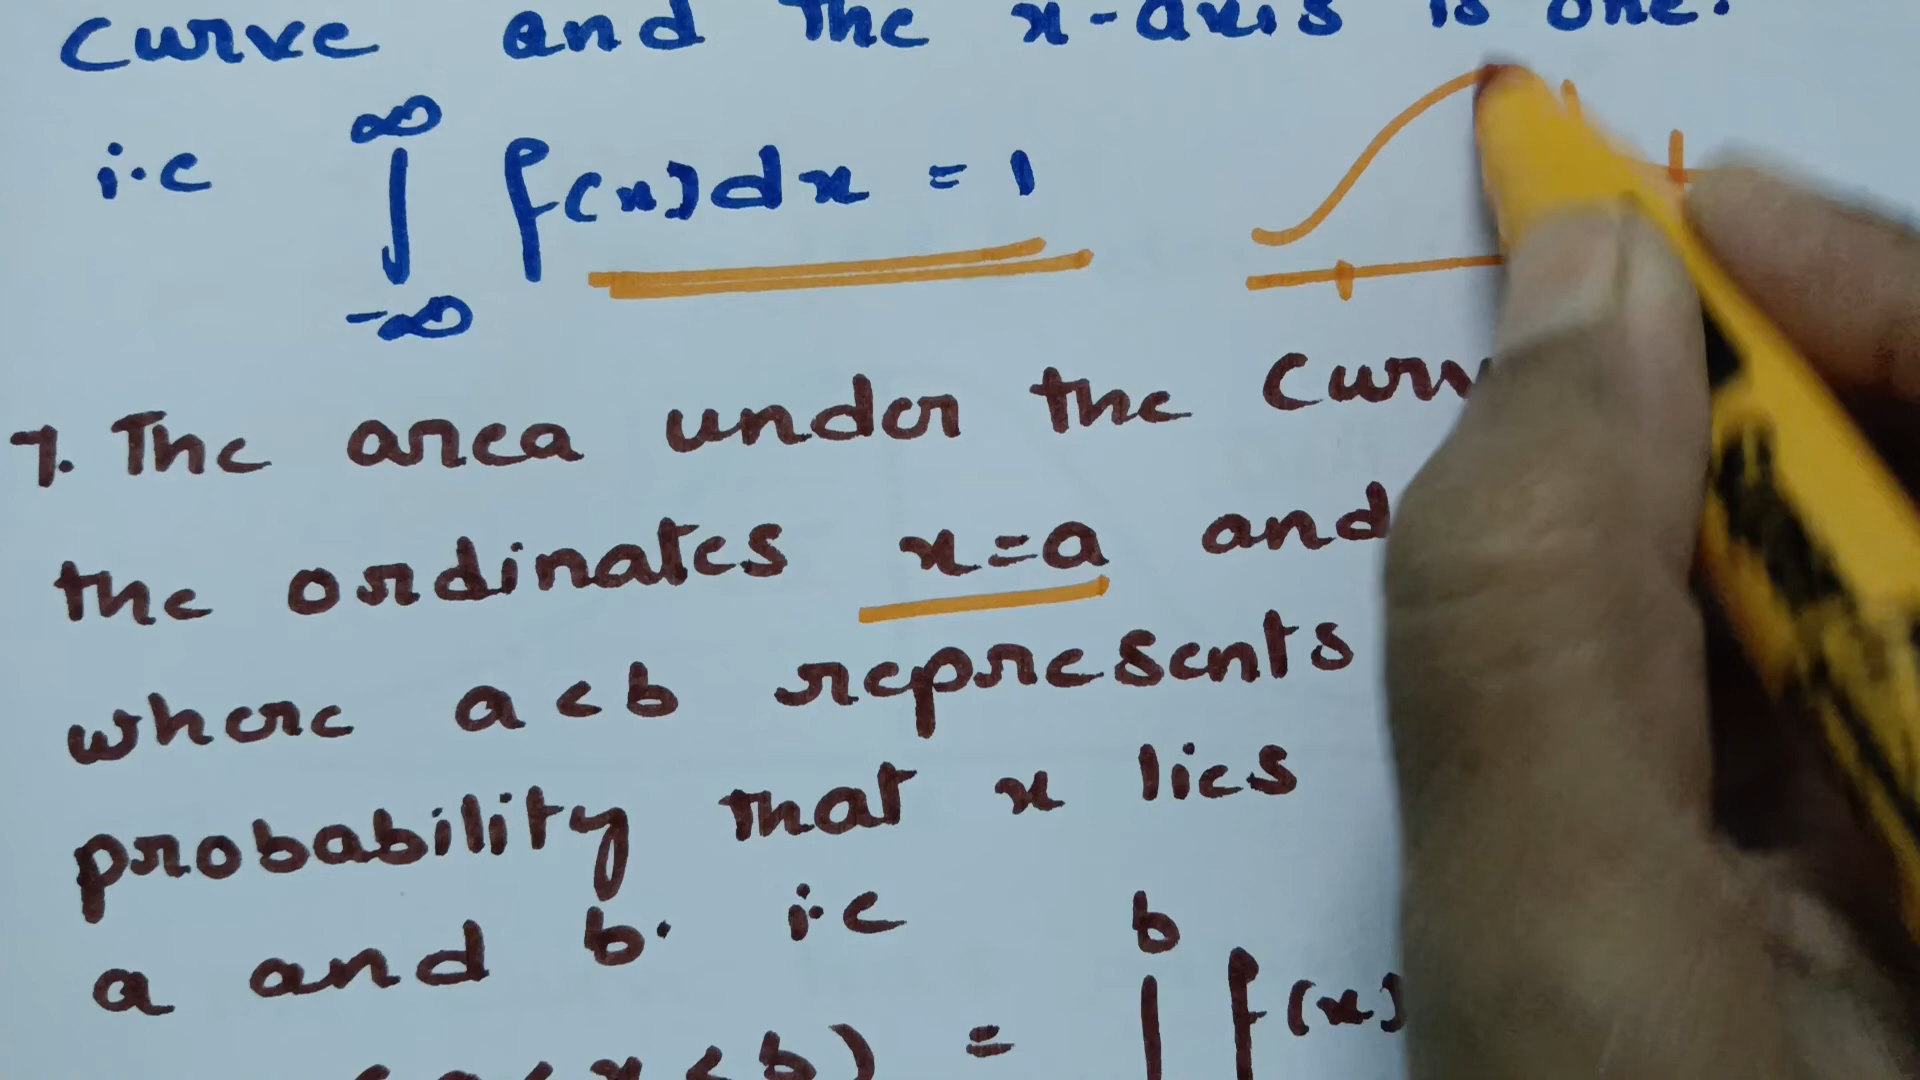 curve and the x-axis is one.
i.e ∫ f(x)dx = 1
∞
-∞
7. The area under the
the ordinates x=a and
where a<b represents
probability that x lies
a and b. i.e
b
(a<x<b) = ∫ f(x)